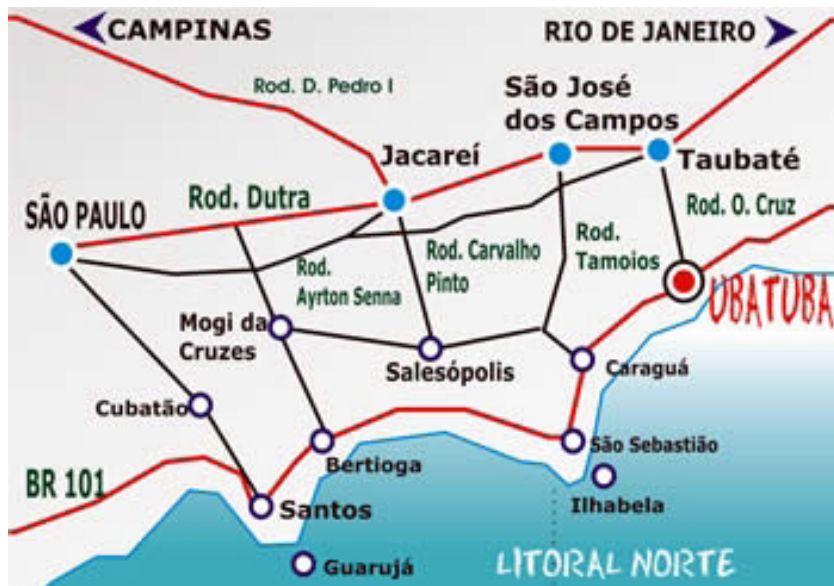 CAMPINAS
RIO DE JANEIRO
Rod. D. Pedro I
São José
dos Campos
Jacareí
Taubaté
SÃO PAULO
Rod. Dutra
Rod. O. Cruz
Rod.
Tamoios
Rod. Carvalho
Pinto
Rod.
Ayrton Senna
UBATUBA
Mogi da
Cruzes
Salesópolis
Caraguá
Cubatão
São Sebastião
Bertioga
BR 101
Ilhabela
Santos
Guarujá
LITORAL NORTE